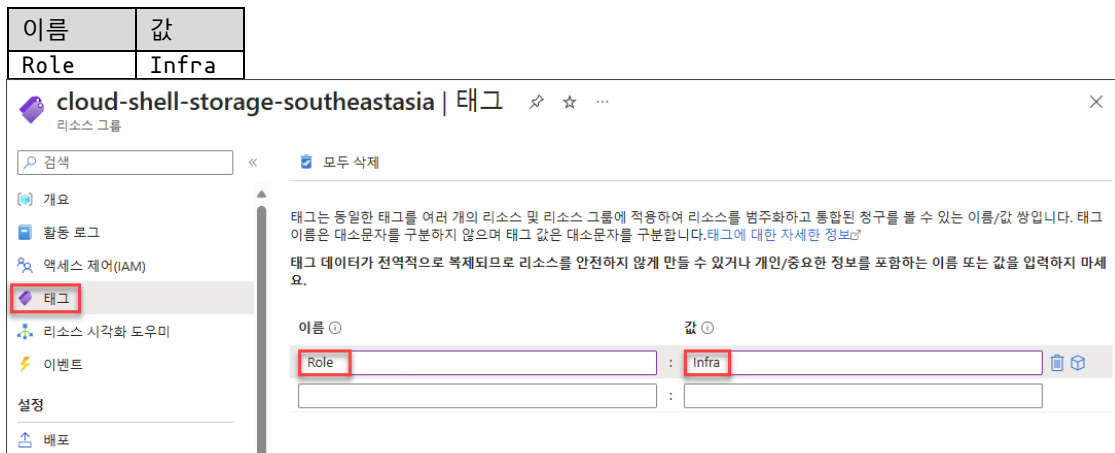 이름 값
Role Infra
cloud-shell-storage-southeastasia | 태그 ···
리소스 그룹
검색 «
모두 삭제
개요
활동 로그
액세스 제어(IAM)
태그
리소스 시각화 도우미
이벤트
설정
배포
태그는 동일한 태그를 여러 개의 리소스 및 리소스 그룹에 적용하여 리소스를 범주화하고 통합된 청구를 볼 수 있는 이름/값 쌍입니다. 태그
이름은 대소문자를 구분하지 않으며 태그 값은 대소문자를 구분합니다.태그에 대한 자세한 정보
태그 데이터가 전역적으로 복제되므로 리소스를 안전하지 않게 만들 수 있거나 개인/중요한 정보를 포함하는 이름 또는 값을 입력하지 마세
요.
이름 값
Role : Infra
: